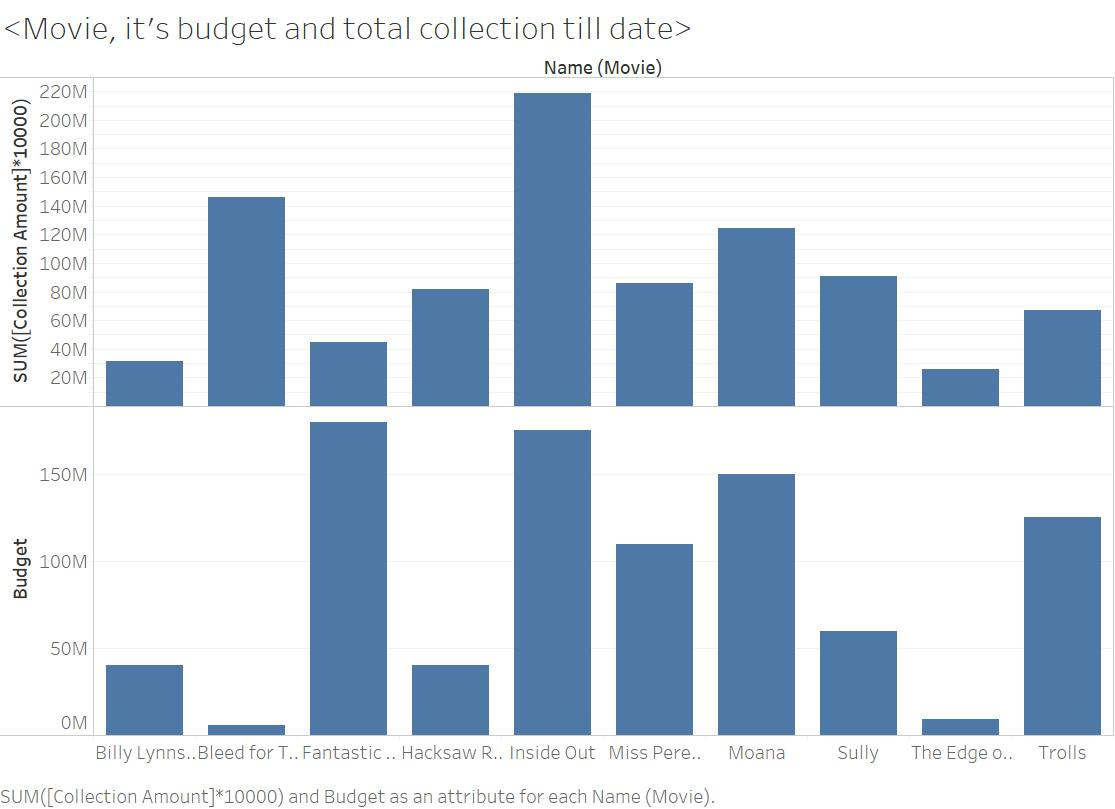 <Movie, it's budget and total collection till date>
Name (Movie)
SUM([Collection Amount]*10000)
220M
200M
180M
160M
140M
120M
100M
80M
60M
40M
20M
Budget
150M
100M
50M
0M
Billy Lynns.. Bleed for T.. Fantastic .. Hacksaw R.. Inside Out Miss Pere.. Moana Sully The Edge o.. Trolls
SUM([Collection Amount]*10000) and Budget as an attribute for each Name (Movie).